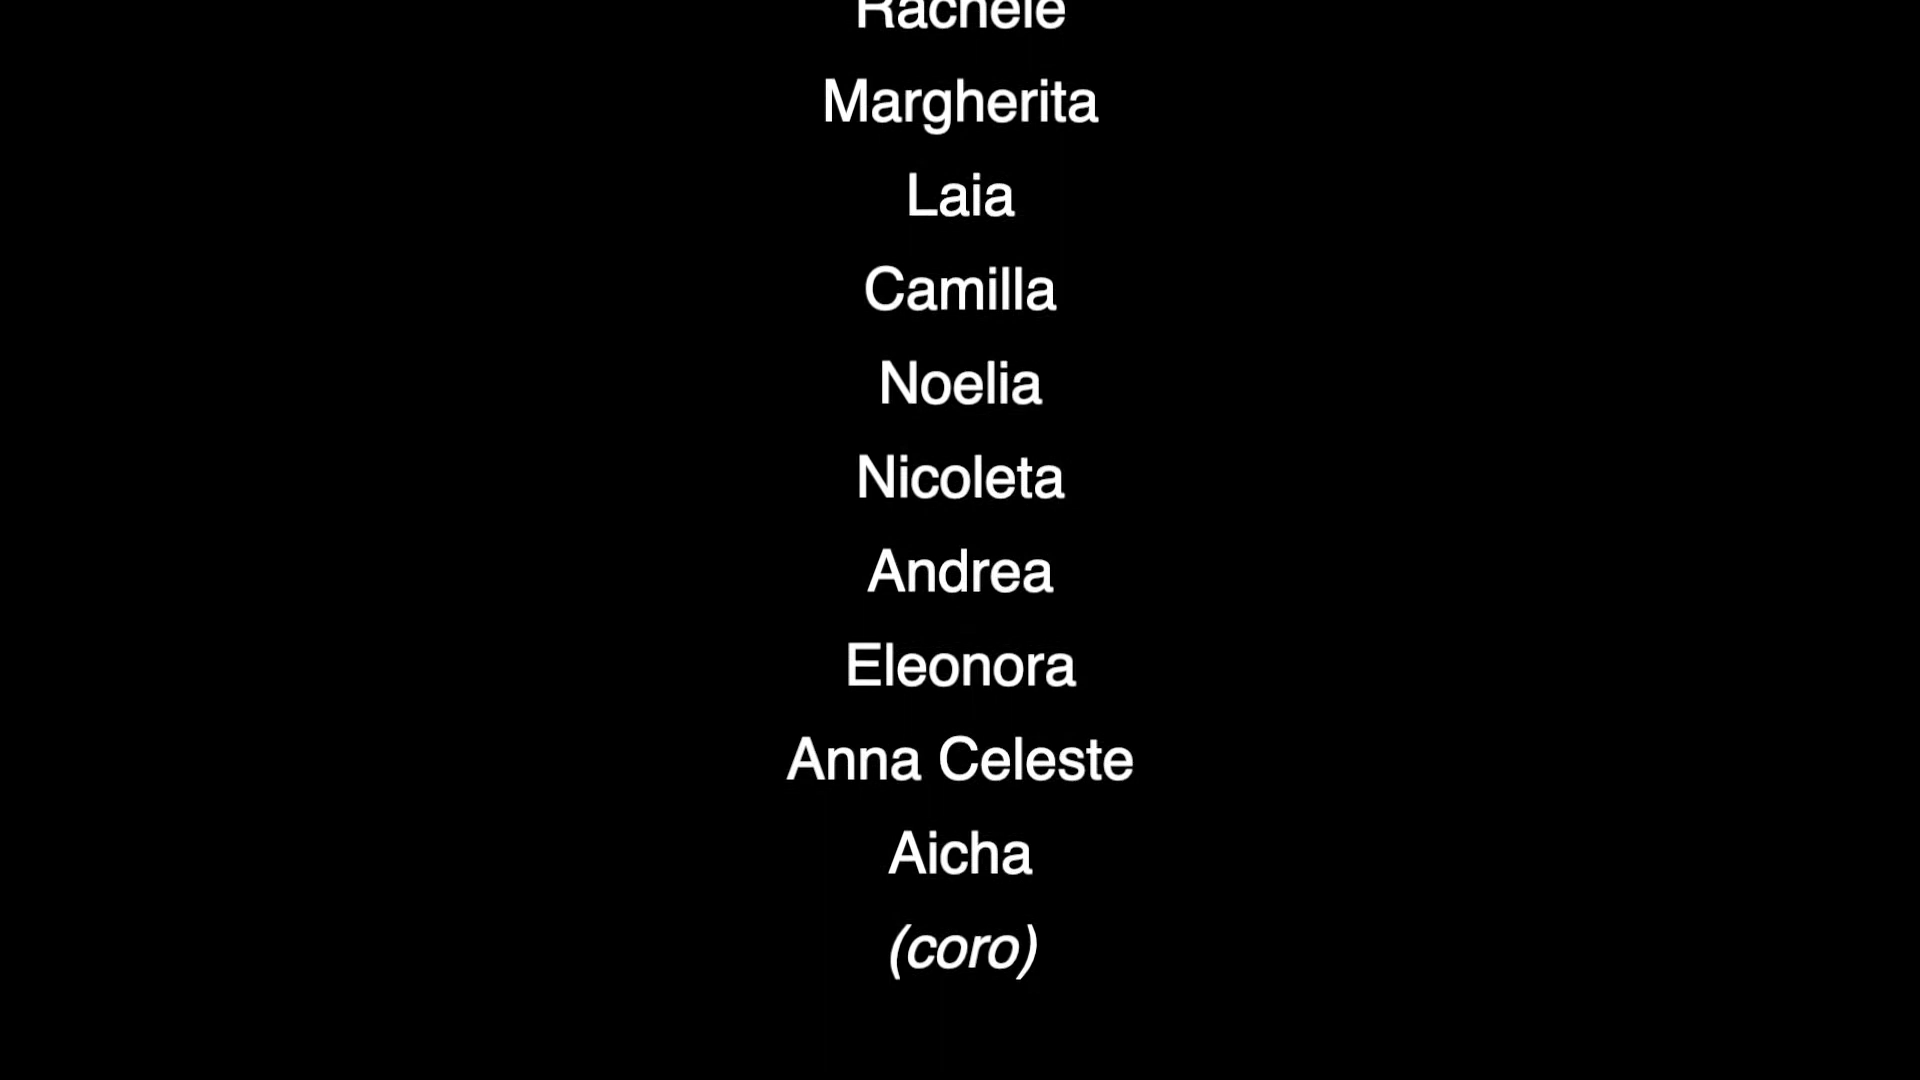 Rachele
Margherita
Laia
Camilla
Noelia
Nicoleta
Andrea
Eleonora
Anna Celeste
Aicha
(coro)